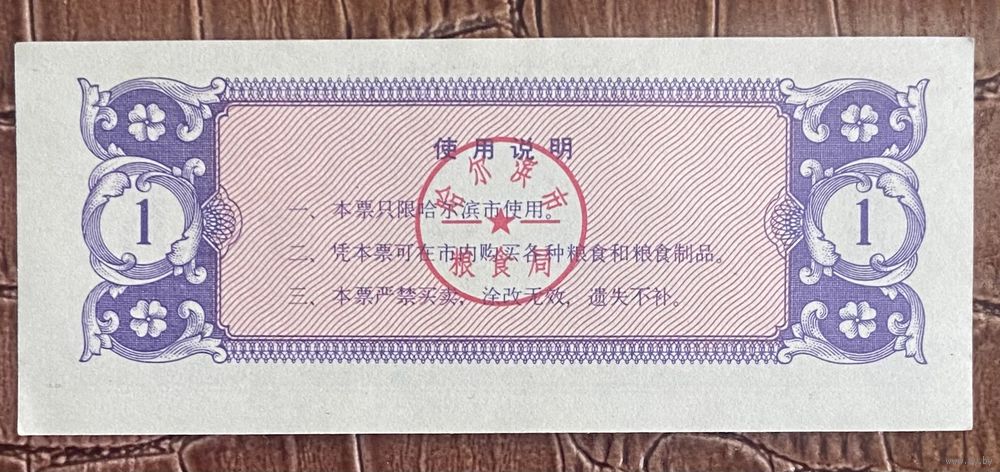 使用说明
一、本票只限哈尔滨市使用。
二、凭本票可在市内购买各种粮食和粮食制品。
三、本票严禁买卖，涂改无效，遗失不补。
哈尔滨市
粮食局
1
1